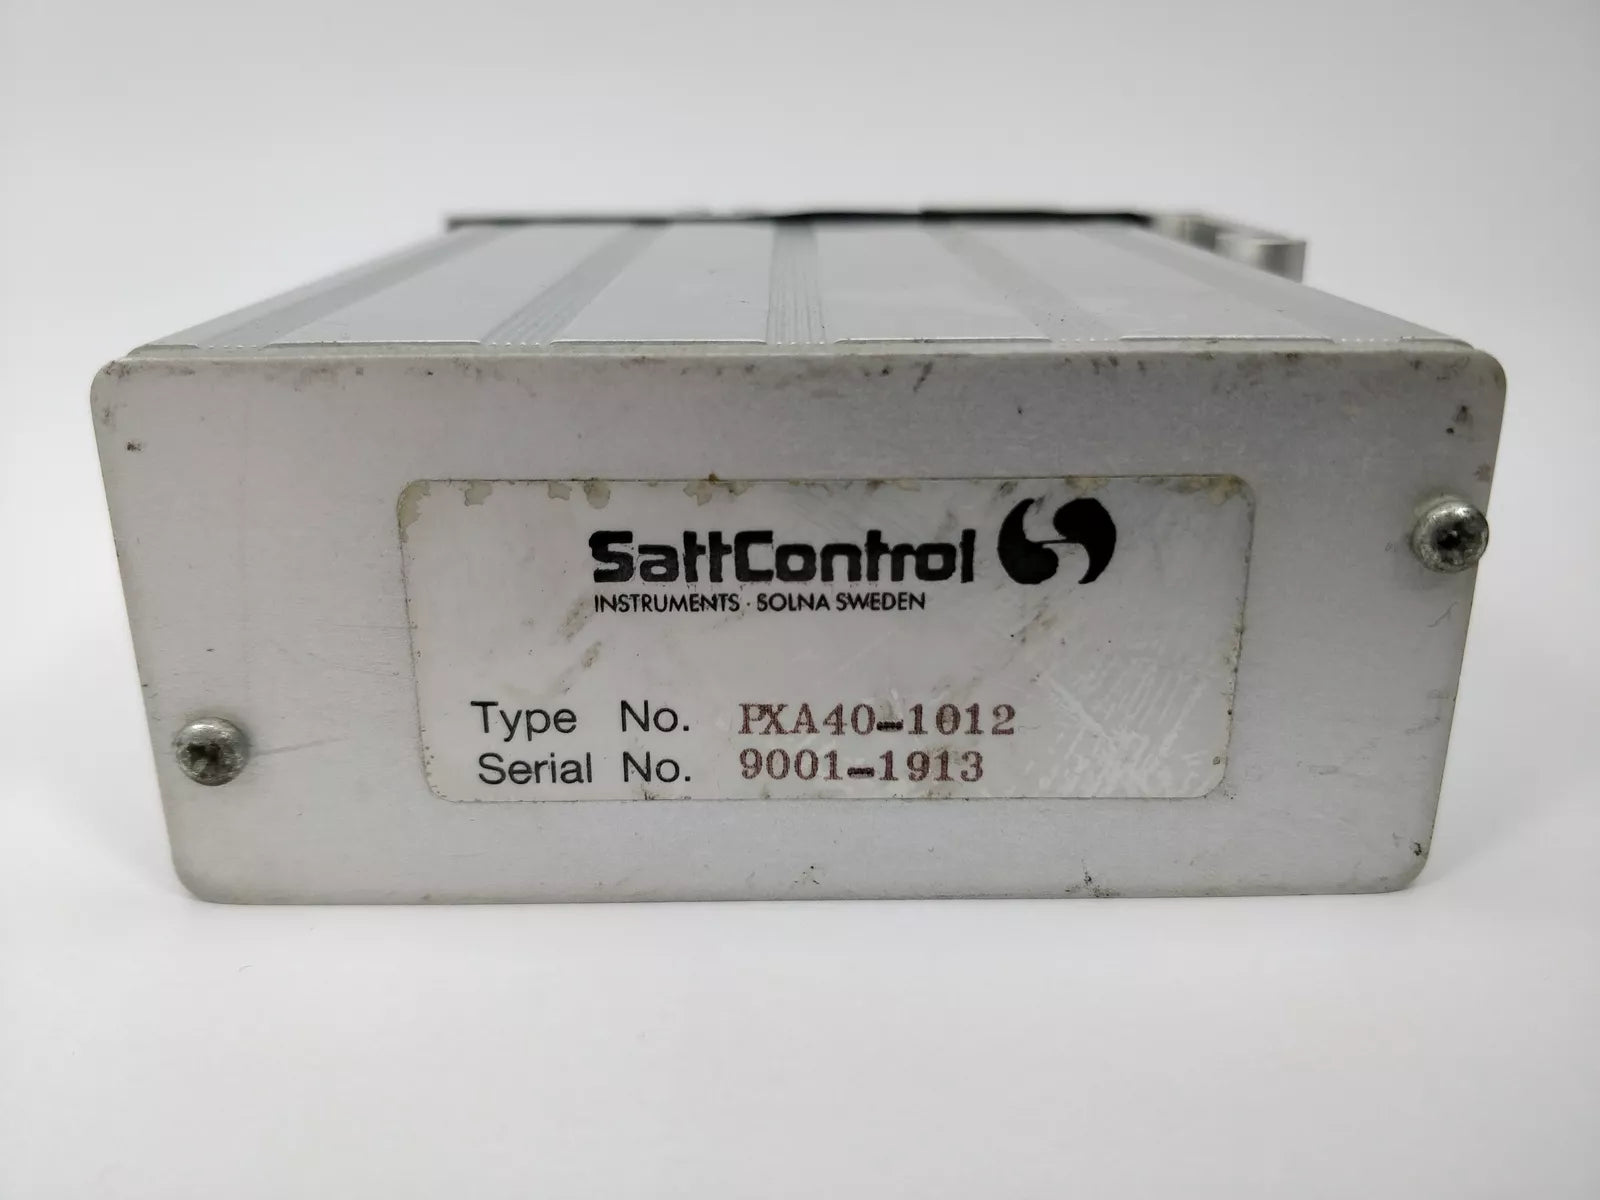 SattControl
INSTRUMENTS · SOLNA SWEDEN
Type No. PXA40-1012
Serial No. 9001-1913